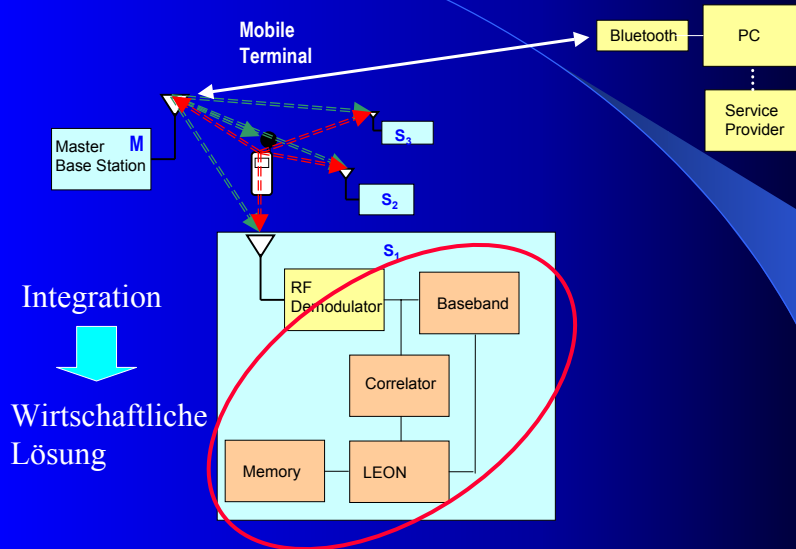 Mobile
Terminal
Bluetooth
PC
Service
Provider
Master M
Base Station
S3
S2
S1
RF
Demodulator
Baseband
Correlator
Memory
LEON
Integration
Wirtschaftliche
Lösung